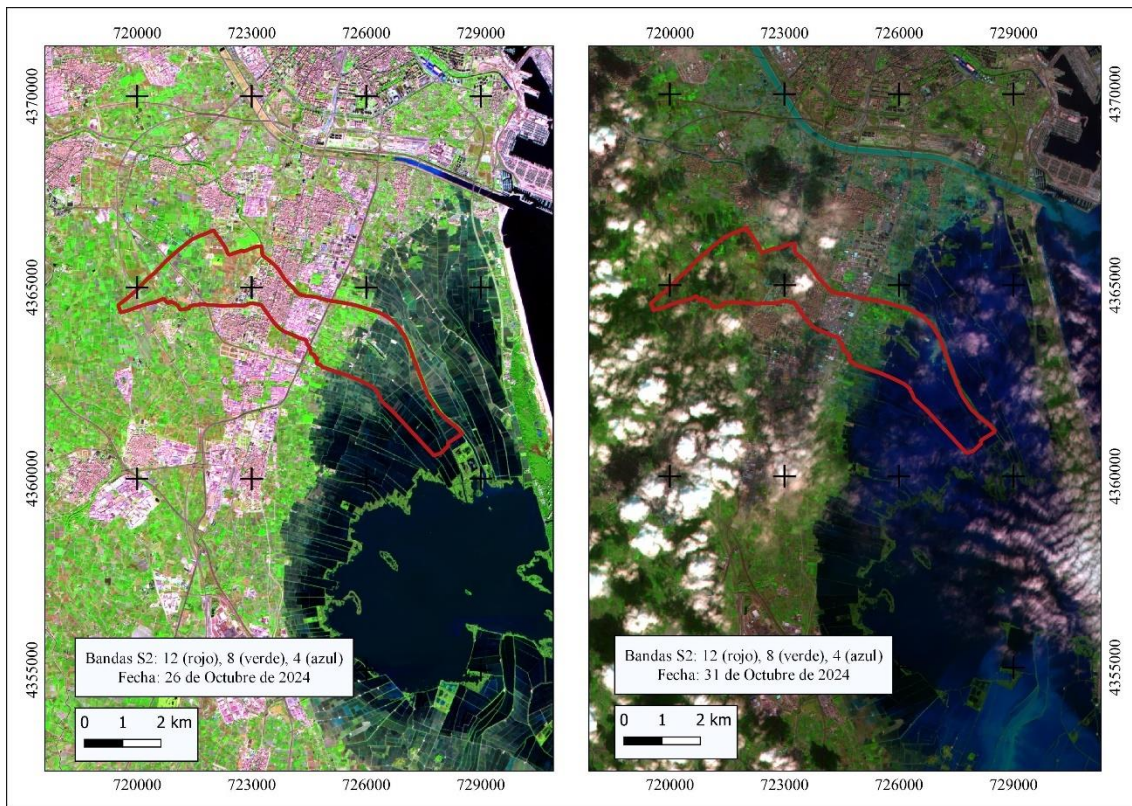 720000 723000 726000 729000
720000 723000 726000 729000
4370000
4365000
4360000
4355000
4370000
4365000
4360000
4355000
Bandas S2: 12 (rojo), 8 (verde), 4 (azul)
Fecha: 26 de Octubre de 2024
0 1 2 km
Bandas S2: 12 (rojo), 8 (verde), 4 (azul)
Fecha: 31 de Octubre de 2024
0 1 2 km
720000 723000 726000 729000
720000 723000 726000 729000